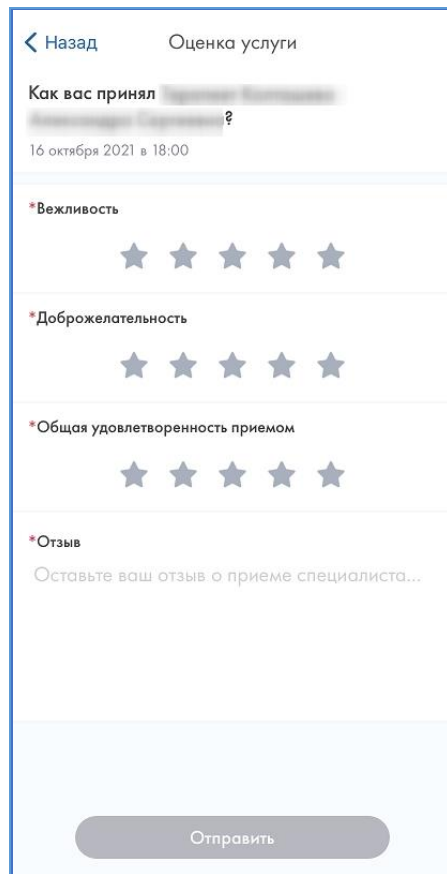 Назад
Оценка услуги
Как вас принял
?
16 октября 2021 в 18:00
*Вежливость
*Доброжелательность
*Общая удовлетворенность приемом
*Отзыв
Оставьте ваш отзыв о приеме специалиста...
Отправить